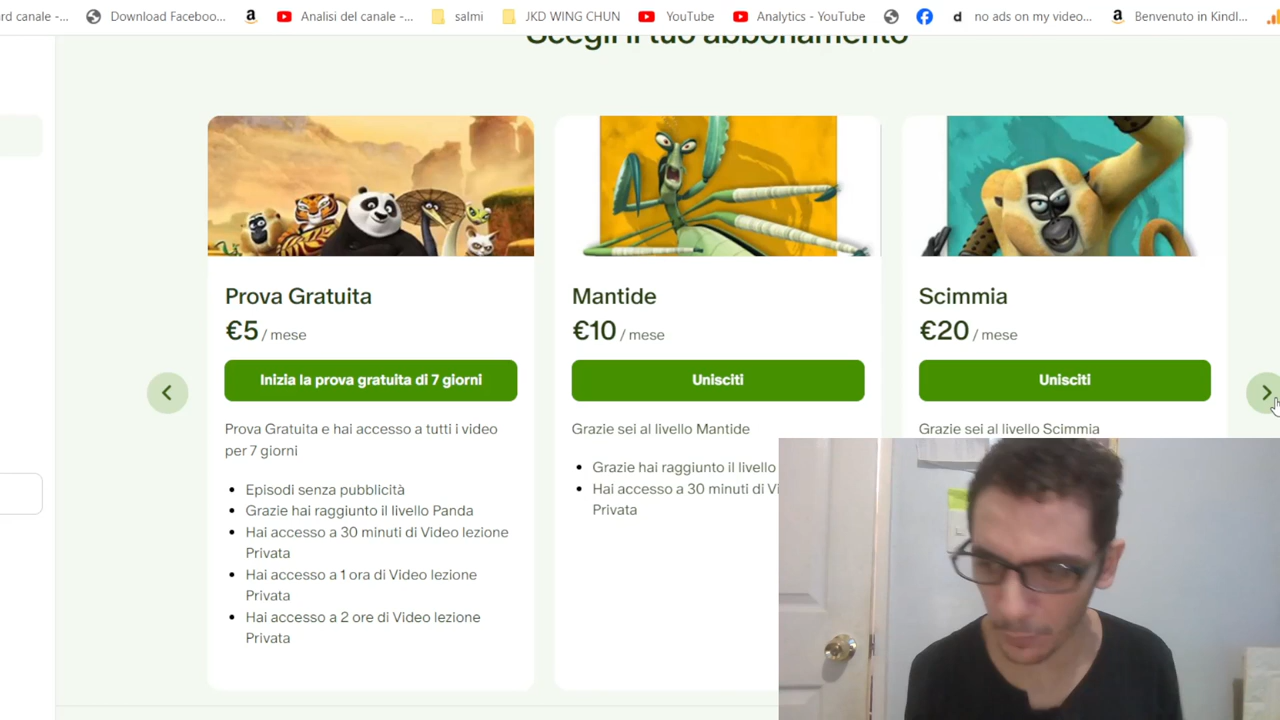 rd canale -...
Download Faceboo...
Analisi del canale -...
salmi
JKD WING CHUN
YouTube
Analytics - YouTube
no ads on my video...
Benvenuto in Kindl...
Scegli il tuo abbonamento
Prova Gratuita
€5 / mese
Inizia la prova gratuita di 7 giorni
Prova Gratuita e hai accesso a tutti i video
per 7 giorni
Episodi senza pubblicità
Grazie hai raggiunto il livello Panda
Hai accesso a 30 minuti di Video lezione
Privata
Hai accesso a 1 ora di Video lezione
Privata
Hai accesso a 2 ore di Video lezione
Privata
Mantide
€10 / mese
Unisciti
Grazie sei al livello Mantide
Grazie hai raggiunto il livello
Hai accesso a 30 minuti di Vi
Privata
Scimmia
€20 / mese
Unisciti
Grazie sei al livello Scimmia